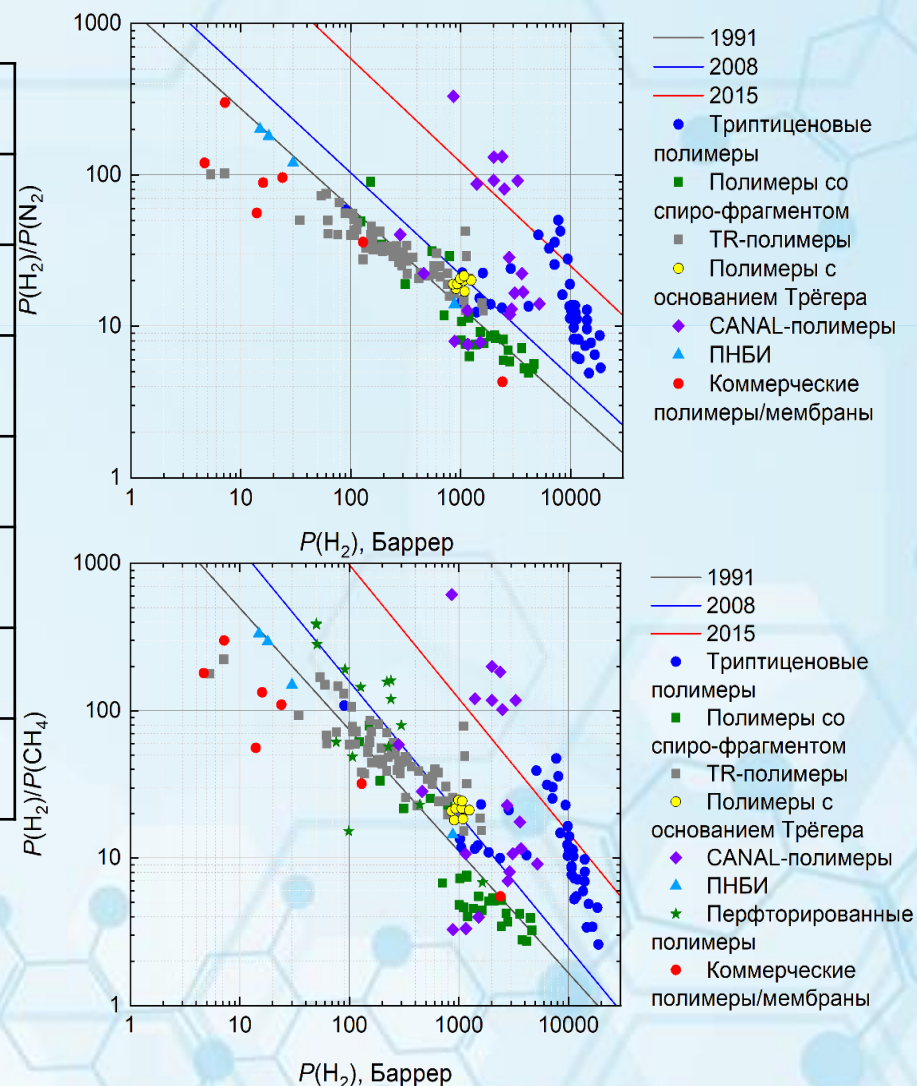 1000
100
10
1
P(H₂)/P(N₂)
1 10 100 1000 10000
P(H₂), Баррер
1991
2008
2015
Триптиценовые
полимеры
Полимеры со
спиро-фрагментом
TR-полимеры
Полимеры с
основанием Трёгера
CANAL-полимеры
ПНБИ
Коммерческие
полимеры/мембраны
1000
100
10
1
P(H₂)/P(CH₄)
1 10 100 1000 10000
P(H₂), Баррер
1991
2008
2015
Триптиценовые
полимеры
Полимеры со
спиро-фрагментом
TR-полимеры
Полимеры с
основанием Трёгера
CANAL-полимеры
ПНБИ
Перфторированные
полимеры
Коммерческие
полимеры/мембраны